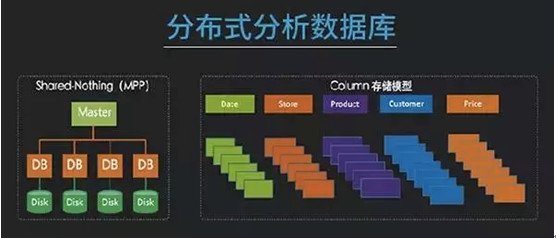 分布式分析数据库
Shared-Nothing（MPP）
Master
DB DB DB DB
Disk Disk Disk Disk
Column 存储模型
Date Store Product Customer Price